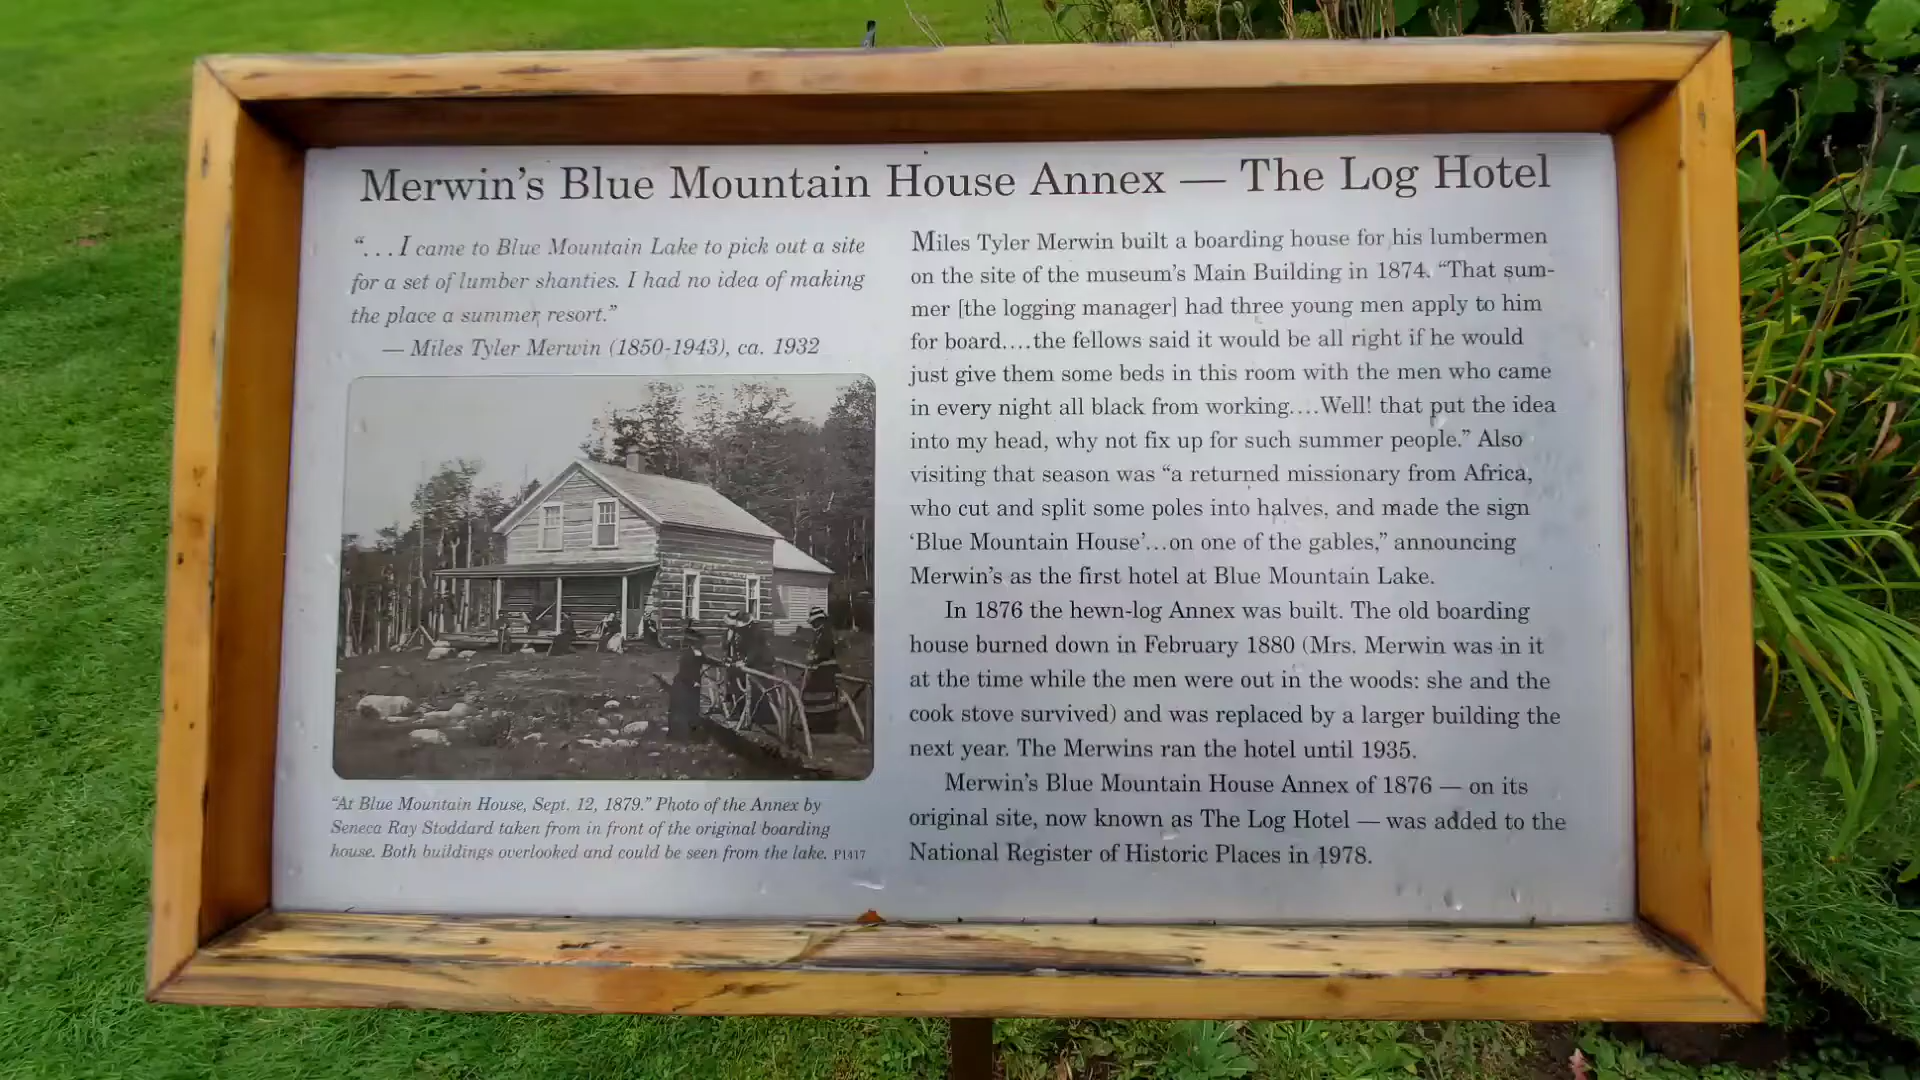 Merwin's Blue Mountain House Annex — The Log Hotel
“. . . I came to Blue Mountain Lake to pick out a site
for a set of lumber shanties. I had no idea of making
the place a summer resort.”
— Miles Tyler Merwin (1850-1943), ca. 1932
“At Blue Mountain House, Sept. 12, 1879.” Photo of the Annex by
Seneca Ray Stoddard taken from in front of the original boarding
house. Both buildings overlooked and could be seen from the lake. P1417
Miles Tyler Merwin built a boarding house for his lumbermen
on the site of the museum's Main Building in 1874. “That sum-
mer [the logging manager] had three young men apply to him
for board....the fellows said it would be all right if he would
just give them some beds in this room with the men who came
in every night all black from working....Well! that put the idea
into my head, why not fix up for such summer people.” Also
visiting that season was “a returned missionary from Africa,
who cut and split some poles into halves, and made the sign
‘Blue Mountain House’...on one of the gables,” announcing
Merwin's as the first hotel at Blue Mountain Lake.
In 1876 the hewn-log Annex was built. The old boarding
house burned down in February 1880 (Mrs. Merwin was in it
at the time while the men were out in the woods: she and the
cook stove survived) and was replaced by a larger building the
next year. The Merwins ran the hotel until 1935.
Merwin's Blue Mountain House Annex of 1876 — on its
original site, now known as The Log Hotel — was added to the
National Register of Historic Places in 1978.